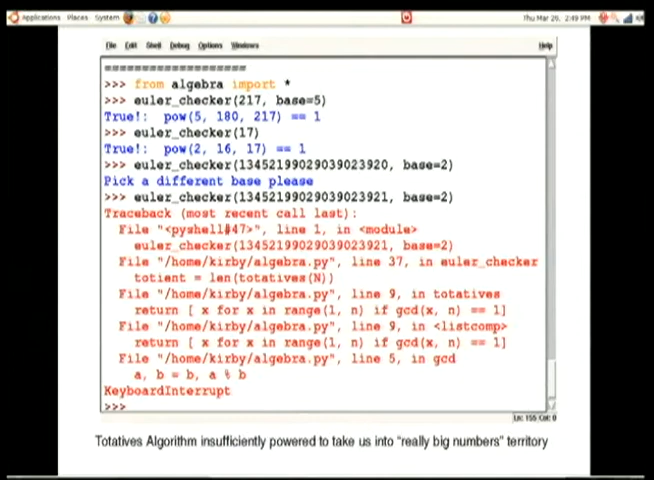 Applications Places System
Thu Mar 26, 2:49 PM
File Edit Shell Debug Options Windows Help
==================
>>> from algebra import *
>>> euler_checker(217, base=5)
True!: pow(5, 180, 217) == 1
>>> euler_checker(17)
True!: pow(2, 16, 17) == 1
>>> euler_checker(13452199029039023920, base=2)
Pick a different base please
>>> euler_checker(13452199029039023921, base=2)
Traceback (most recent call last):
File "<pyshell#47>", line 1, in <module>
euler_checker(13452199029039023921, base=2)
File "/home/kirby/algebra.py", line 37, in euler_checker
totient = len(totatives(N))
File "/home/kirby/algebra.py", line 9, in totatives
return [ x for x in range(1, n) if gcd(x, n) == 1]
File "/home/kirby/algebra.py", line 9, in <listcomp>
return [ x for x in range(1, n) if gcd(x, n) == 1]
File "/home/kirby/algebra.py", line 5, in gcd
a, b = b, a % b
KeyboardInterrupt
>>>
Ln: 155 Col: 0
Totatives Algorithm insufficiently powered to take us into “really big numbers” territory